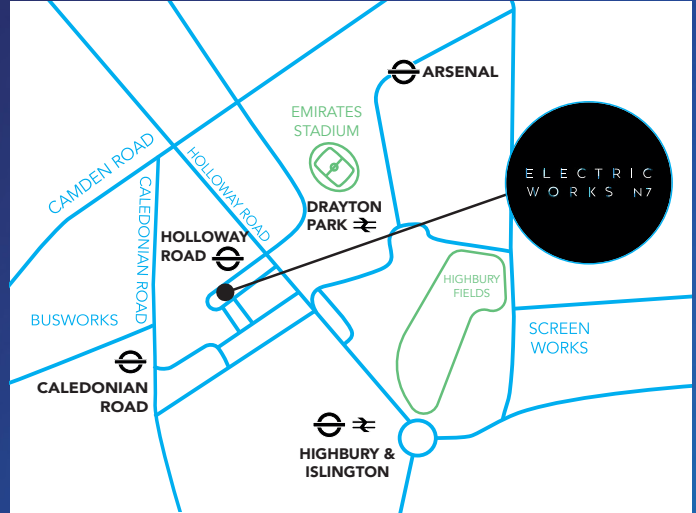 ARSENAL
EMIRATES
STADIUM
CAMDEN ROAD
HOLLOWAY ROAD
CALEDONIAN ROAD
ELECTRIC
WORKS N7
DRAYTON
PARK
HOLLOWAY
ROAD
HIGHBURY
FIELDS
BUSWORKS
SCREEN
WORKS
CALEDONIAN
ROAD
HIGHBURY &
ISLINGTON